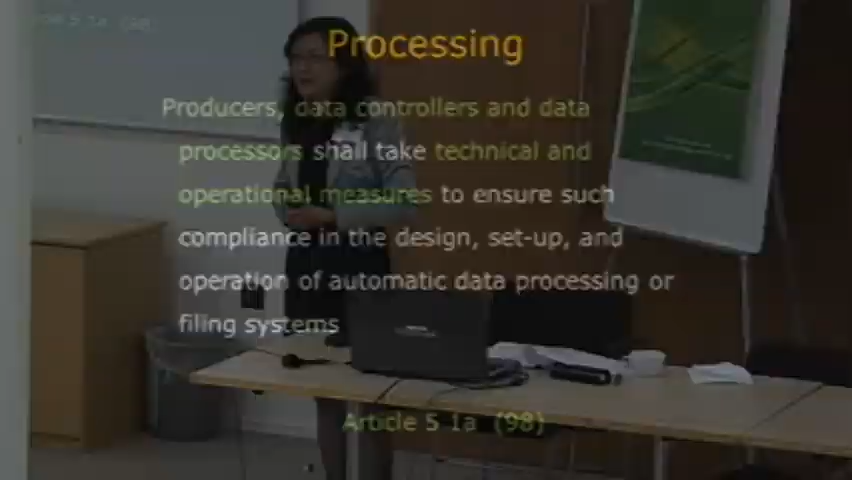 Processing
Producers, data controllers and data
processors shall take technical and
operational measures to ensure such
compliance in the design, set-up, and
operation of automatic data processing or
filing systems
Article 5 1a (98)